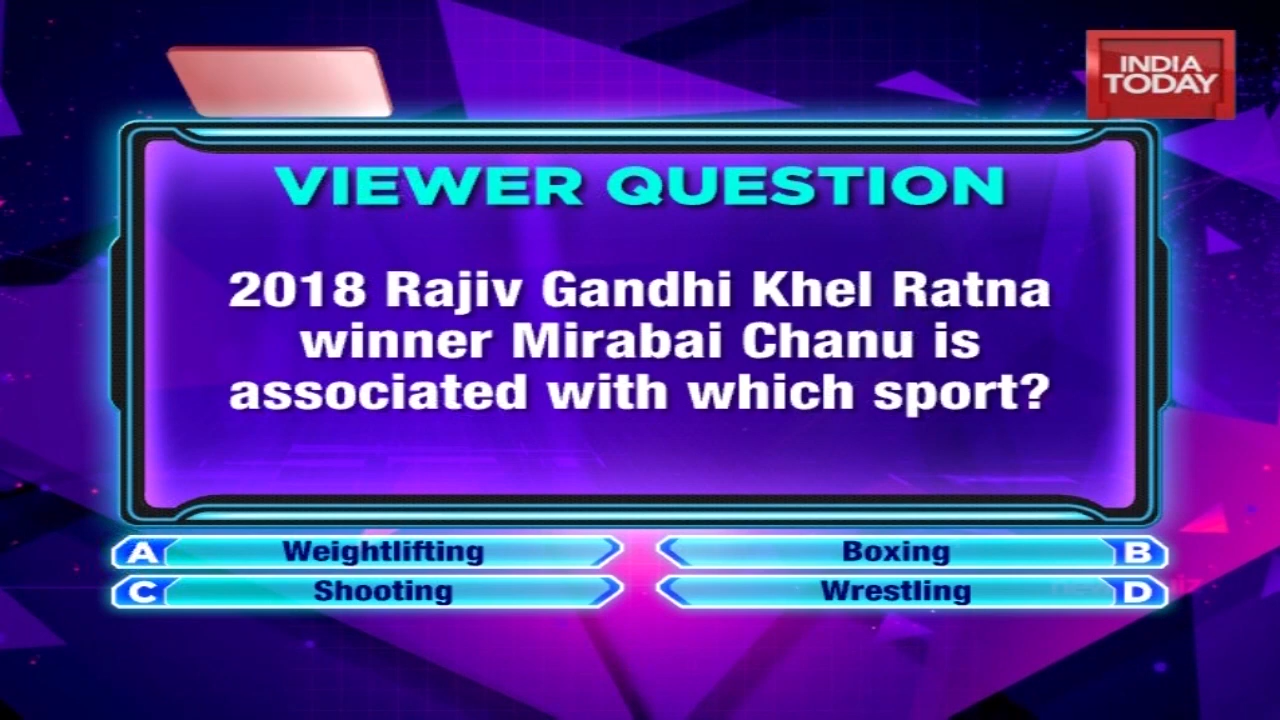 INDIA
TODAY
VIEWER QUESTION
2018 Rajiv Gandhi Khel Ratna
winner Mirabai Chanu is
associated with which sport?
A Weightlifting
Boxing B
C Shooting
Wrestling D